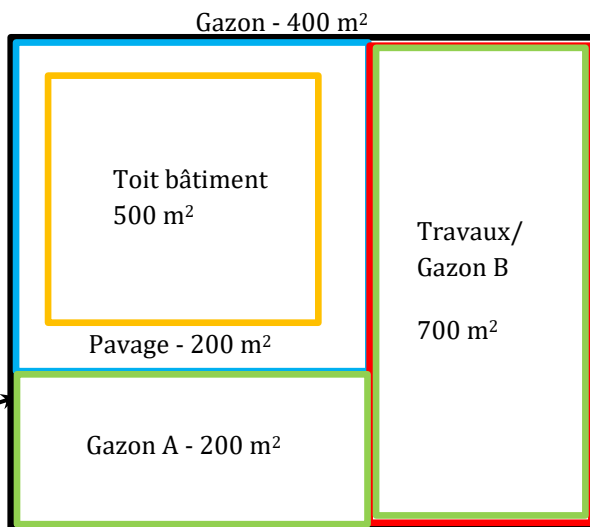 Gazon - 400 m²
Toit bâtiment
500 m²
Pavage - 200 m²
Gazon A - 200 m²
Travaux/
Gazon B
700 m²